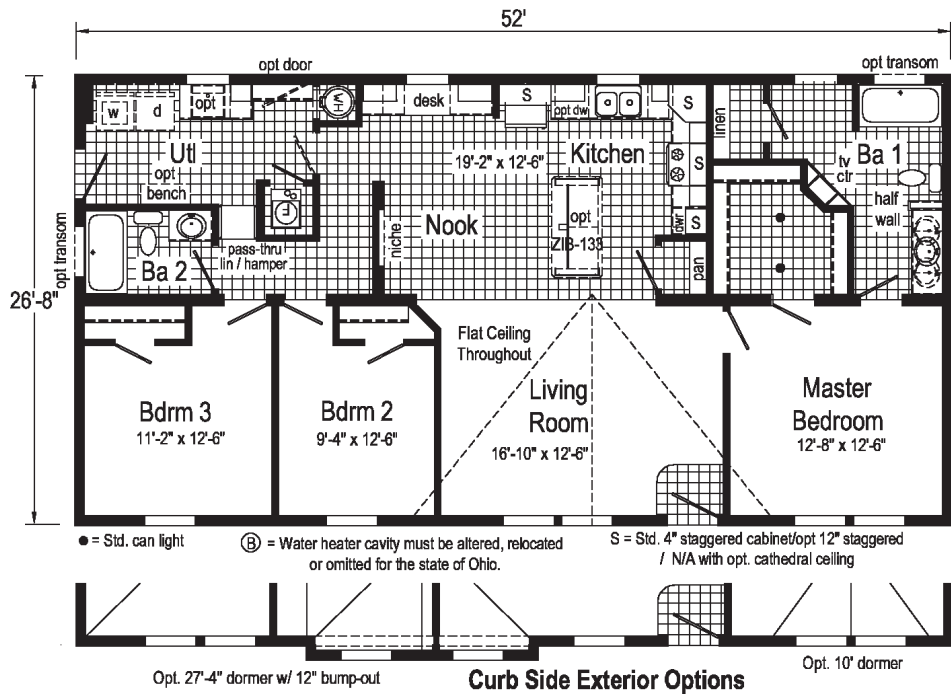 52'
opt door
opt transom
w
d
opt
WH
desk
S
opt dw
S
linen
Utl
opt
bench
19'-2" x 12'-6"
Kitchen
S
tv
ctr
Ba 1
half
wall
opt transom
Ba 2
pass-thru
lin / hamper
F
niche
Nook
opt
ZIB-133
dwr
S
pan
26'-8"
Flat Ceiling
Throughout
Bdrm 3
11'-2" x 12'-6"
Bdrm 2
9'-4" x 12'-6"
Living
Room
16'-10" x 12'-6"
Master
Bedroom
12'-8" x 12'-6"
● = Std. can light
Ⓑ = Water heater cavity must be altered, relocated
or omitted for the state of Ohio.
S = Std. 4" staggered cabinet/opt 12" staggered
/ N/A with opt. cathedral ceiling
Opt. 27'-4" dormer w/ 12" bump-out
Curb Side Exterior Options
Opt. 10' dormer